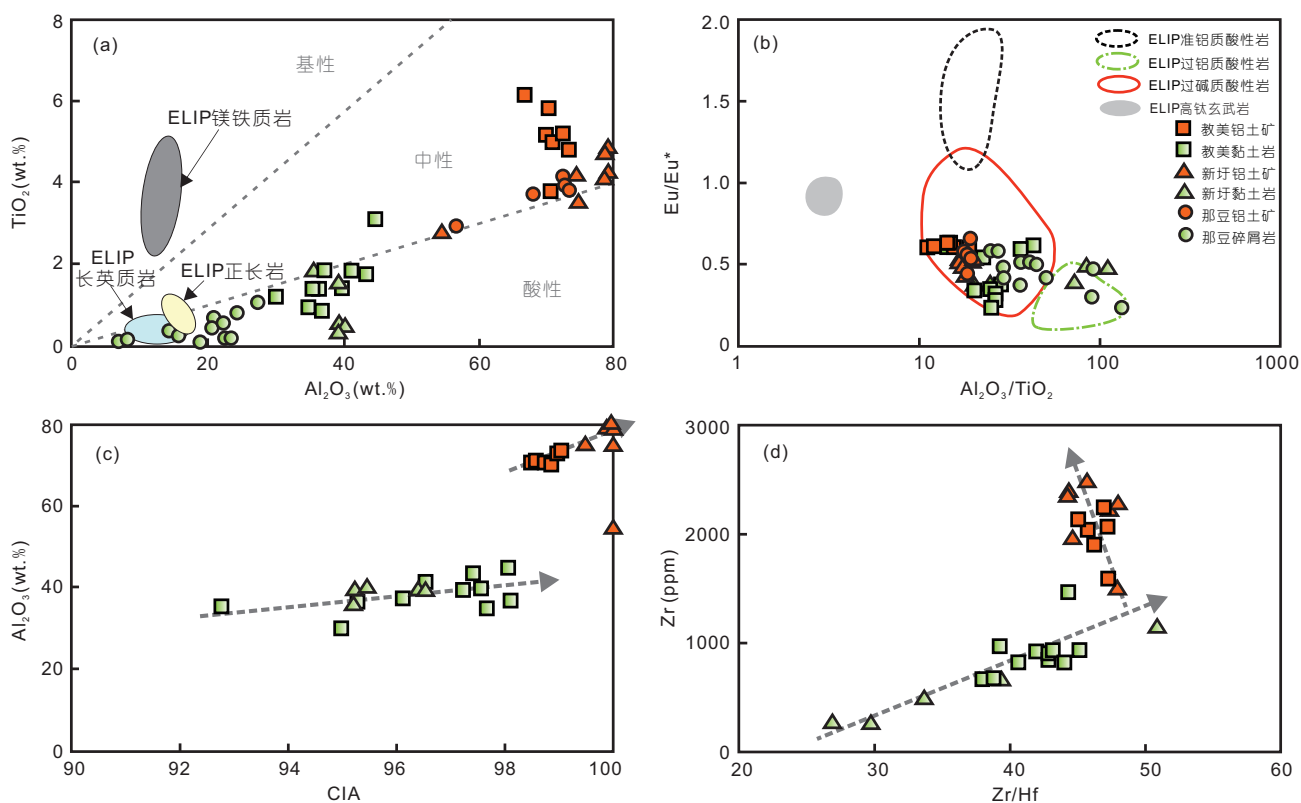 (a)
8
6
4
2
0
TiO₂(wt.%)
基性
中性
酸性
ELIP镁铁质岩
ELIP
长英质岩
ELIP正长岩
0 20 40 60 80
Al₂O₃(wt.%)
(b)
2.0
1.5
1.0
0.5
0
Eu/Eu*
ELIP准铝质酸性岩
ELIP过铝质酸性岩
ELIP过碱质酸性岩
ELIP高钛玄武岩
教美铝土矿
教美黏土岩
新圩铝土矿
新圩黏土岩
那豆铝土矿
那豆碎屑岩
1 10 100 1000
Al₂O₃/TiO₂
(c)
80
60
40
20
0
Al₂O₃(wt.%)
90 92 94 96 98 100
CIA
(d)
3000
2000
1000
0
Zr (ppm)
20 30 40 50 60
Zr/Hf